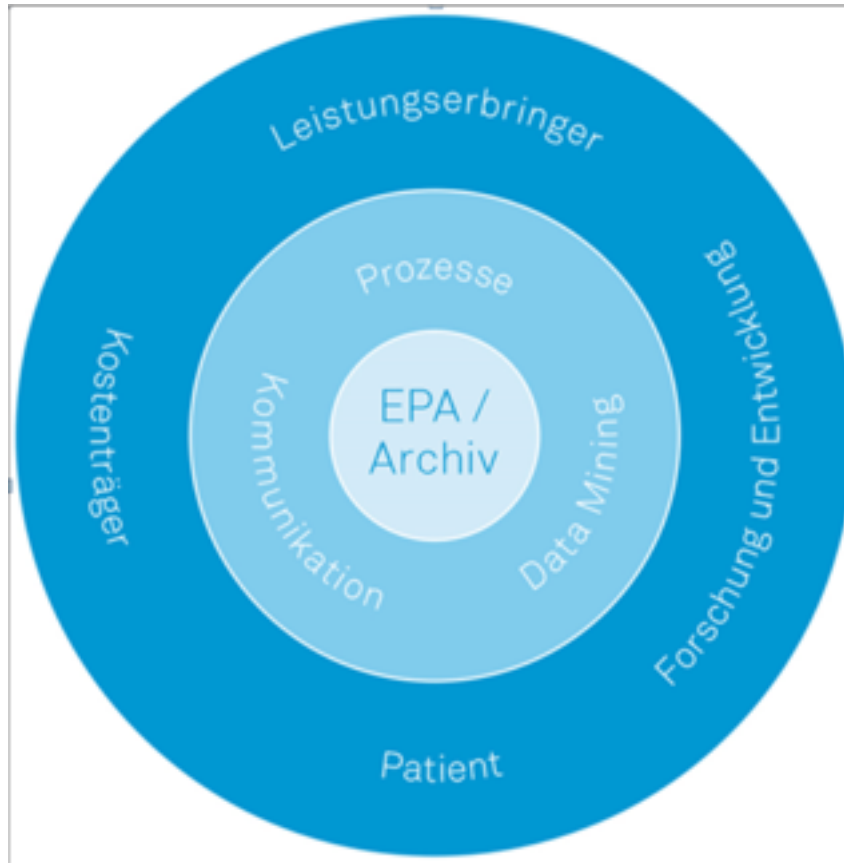 Leistungserbringer
Prozesse
Kostenträger
Kommunikation
EPA /
Archiv
Data Mining
Forschung und Entwicklung
Patient